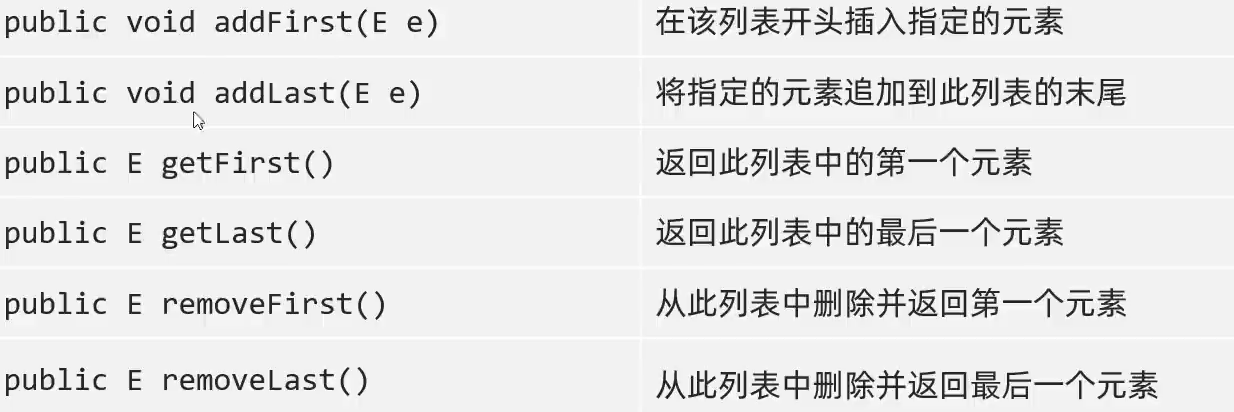 public void addFirst(E e) 在该列表开头插入指定的元素
public void addLast(E e) 将指定的元素追加到此列表的末尾
public E getFirst() 返回此列表中的第一个元素
public E getLast() 返回此列表中的最后一个元素
public E removeFirst() 从此列表中删除并返回第一个元素
public E removeLast() 从此列表中删除并返回最后一个元素